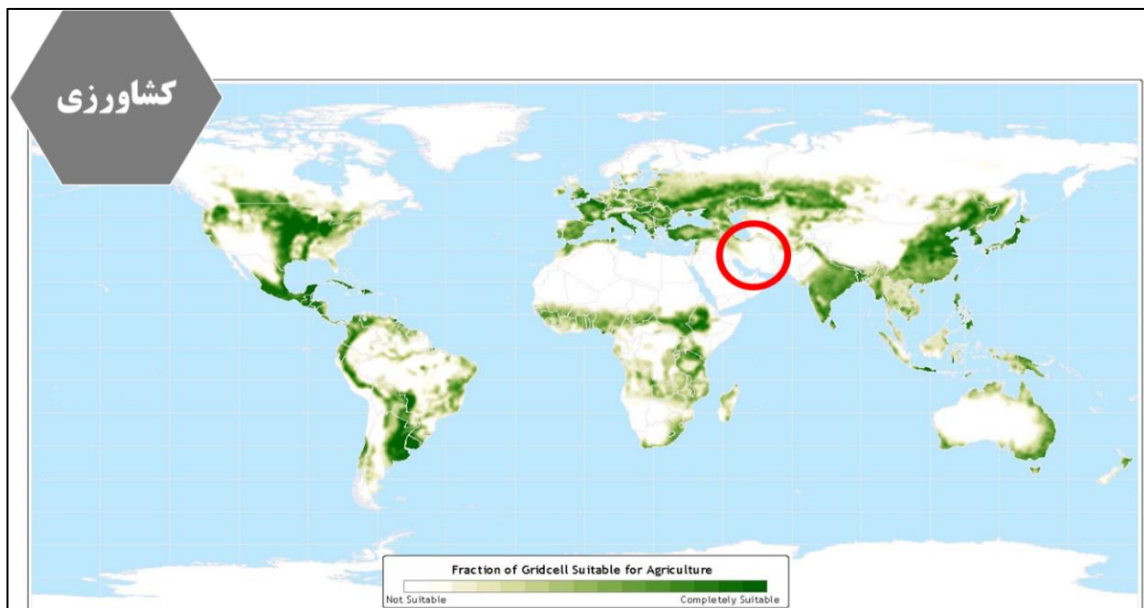 کشاورزی
Fraction of Gridcell Suitable for Agriculture
Not Suitable
Completely Suitable